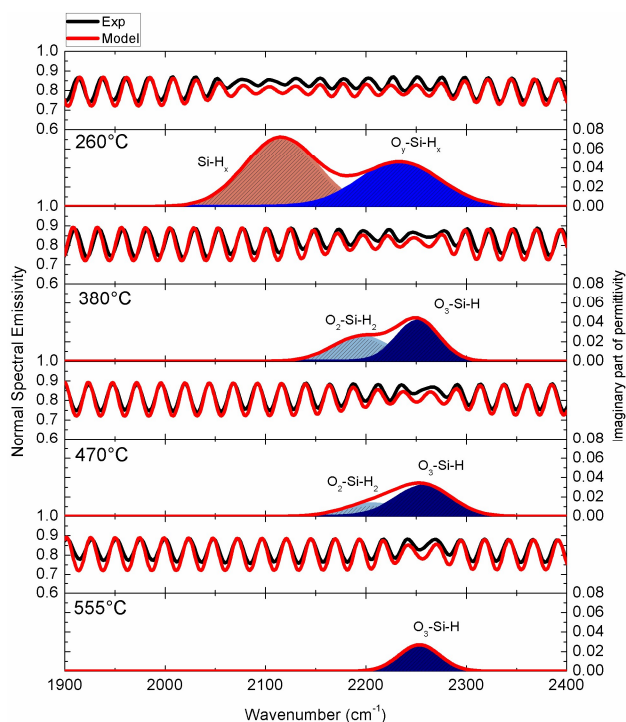 Exp
Model
1.0
0.9
0.8
0.7
0.6
260°C
Si-Hx
Oy-Si-Hx
0.08
0.06
0.04
0.02
0.00
1.0
0.9
0.8
0.7
0.6
380°C
O2-Si-H2
O3-Si-H
0.08
0.06
0.04
0.02
0.00
1.0
0.9
0.8
0.7
0.6
470°C
O2-Si-H2
O3-Si-H
0.08
0.06
0.04
0.02
0.00
1.0
0.9
0.8
0.7
0.6
555°C
O3-Si-H
0.08
0.06
0.04
0.02
0.00
1900 2000 2100 2200 2300 2400
Wavenumber (cm-1)
Normal Spectral Emissivity
Imaginary part of permittivity